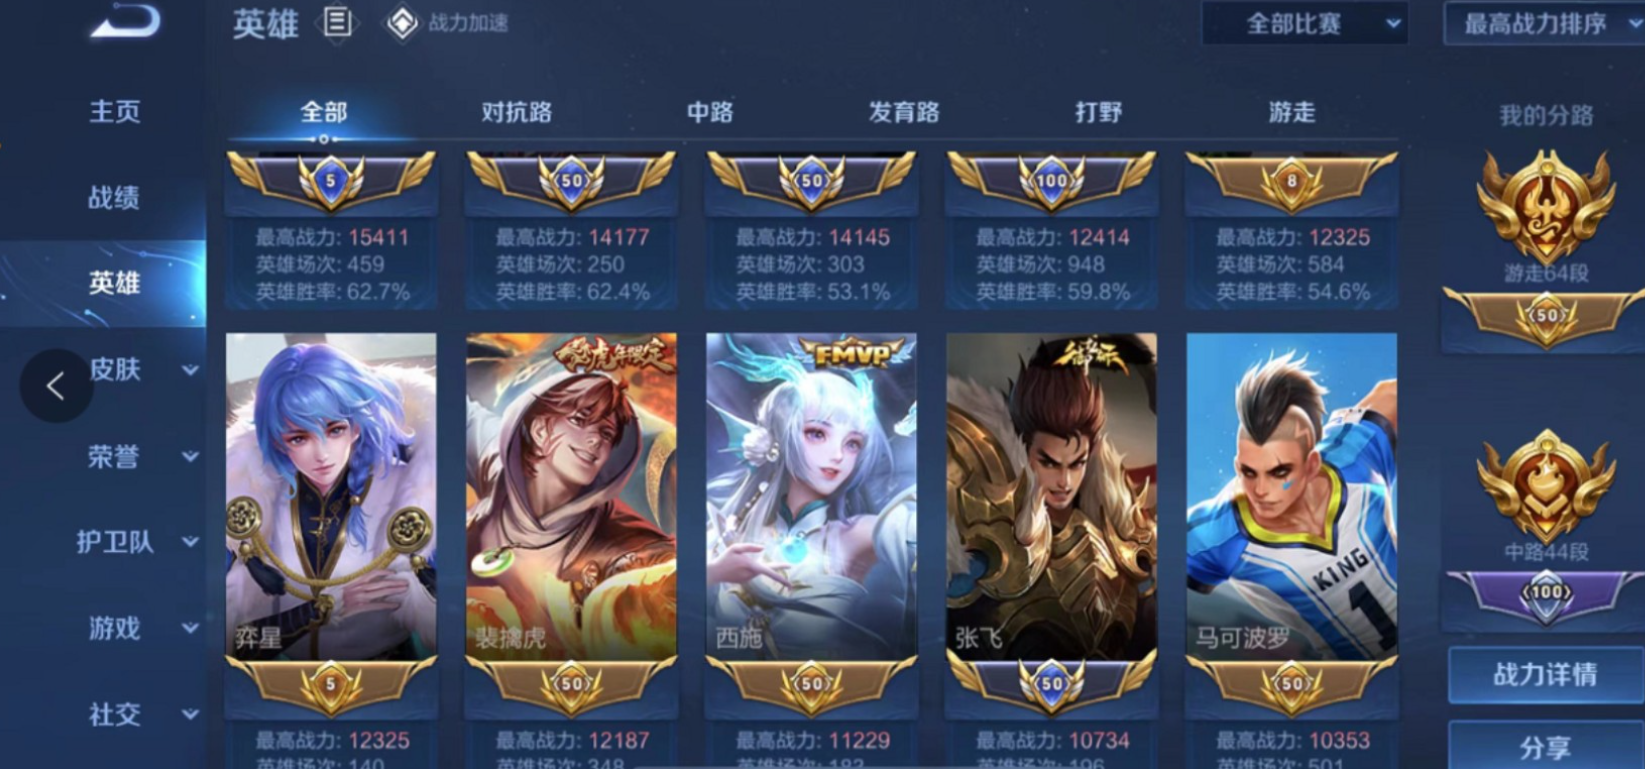 英雄 战力加速 全部比赛 最高战力排序
主页
战绩
英雄
皮肤
荣誉
护卫队
游戏
社交
全部 对抗路 中路 发育路 打野 游走
5 50 50 100 8
最高战力: 15411 最高战力: 14177 最高战力: 14145 最高战力: 12414 最高战力: 12325
英雄场次: 459 英雄场次: 250 英雄场次: 303 英雄场次: 948 英雄场次: 584
英雄胜率: 62.7% 英雄胜率: 62.4% 英雄胜率: 53.1% 英雄胜率: 59.8% 英雄胜率: 54.6%
虎年限定 FMVP
KING
1
弈星 裴擒虎 西施 张飞 马可波罗
5 50 50 50 50
最高战力: 12325 最高战力: 12187 最高战力: 11229 最高战力: 10734 最高战力: 10353
英雄场次: 140 英雄场次: 348 英雄场次: 英雄场次: 英雄场次: 501
我的分路
游走64段
50
中路44段
100
战力详情
分享